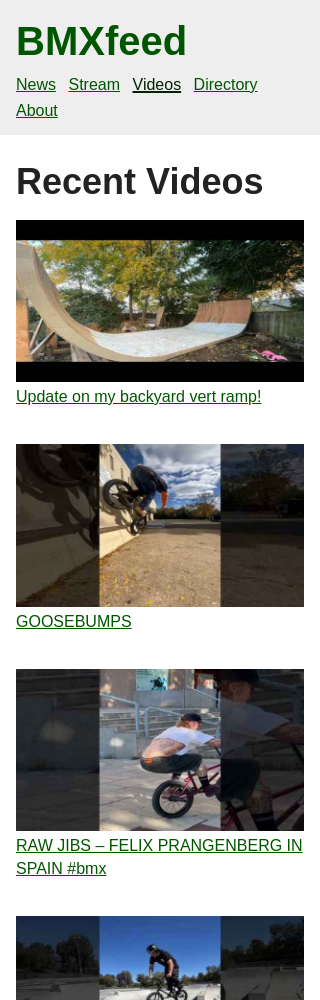 BMXfeed
News Stream Videos Directory
About
Recent Videos
Update on my backyard vert ramp!
GOOSEBUMPS
RAW JIBS – FELIX PRANGENBERG IN
SPAIN #bmx